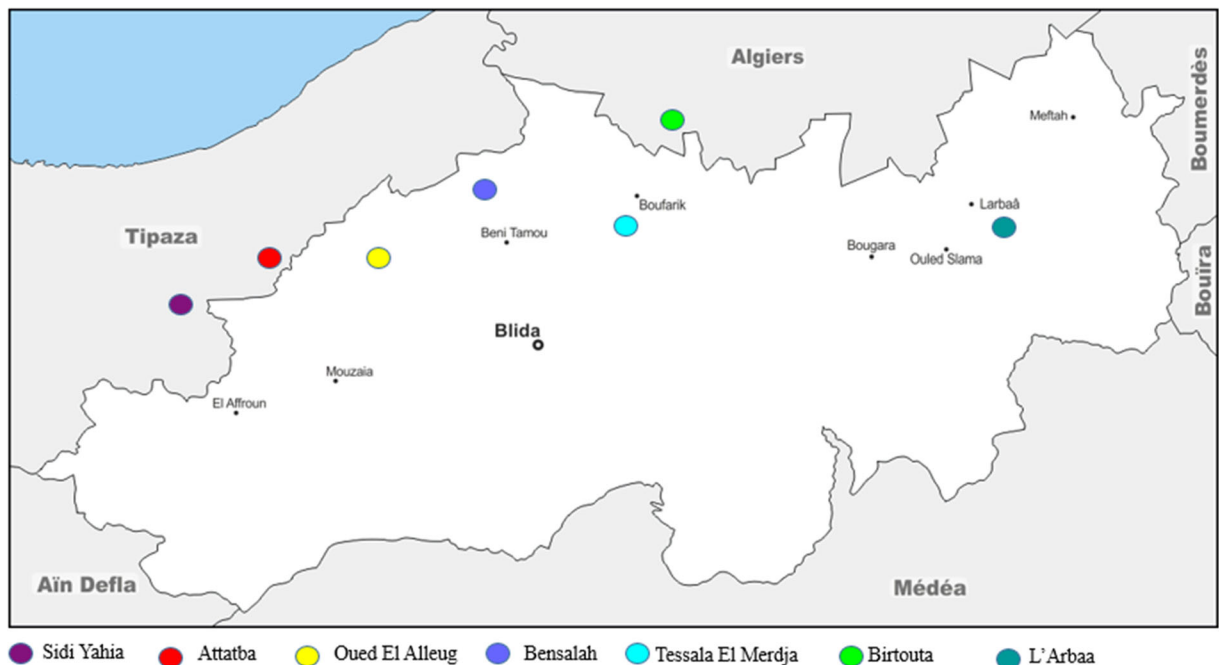 Algiers
Boumerdès
Meftah
Boufarik
Larbaâ
Tipaza
Beni Tamou
Bougara
Ouled Slama
Bouïra
Blida
Mouzaia
El Affroun
Aïn Defla
Médéa
Sidi Yahia
Attatba
Oued El Alleug
Bensalah
Tessala El Merdja
Birtouta
L'Arbaa